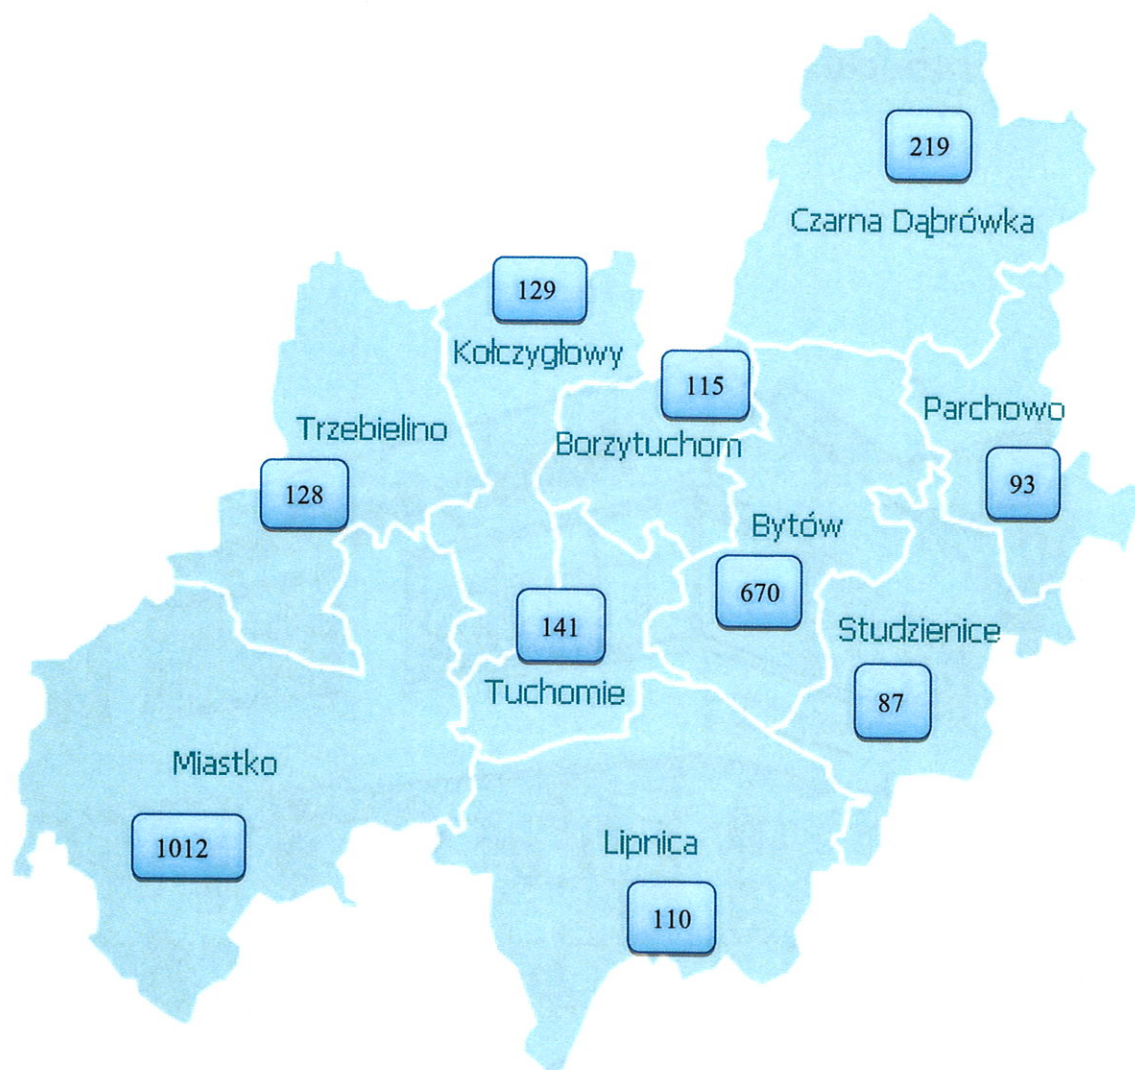 219
Czarna Dąbrówka
129
Kołczygłowy
115
Borzytuchom
Parchowo
93
Trzebielino
128
Bytów
670
141
Tuchomie
Studzienice
87
Miastko
1012
Lipnica
110